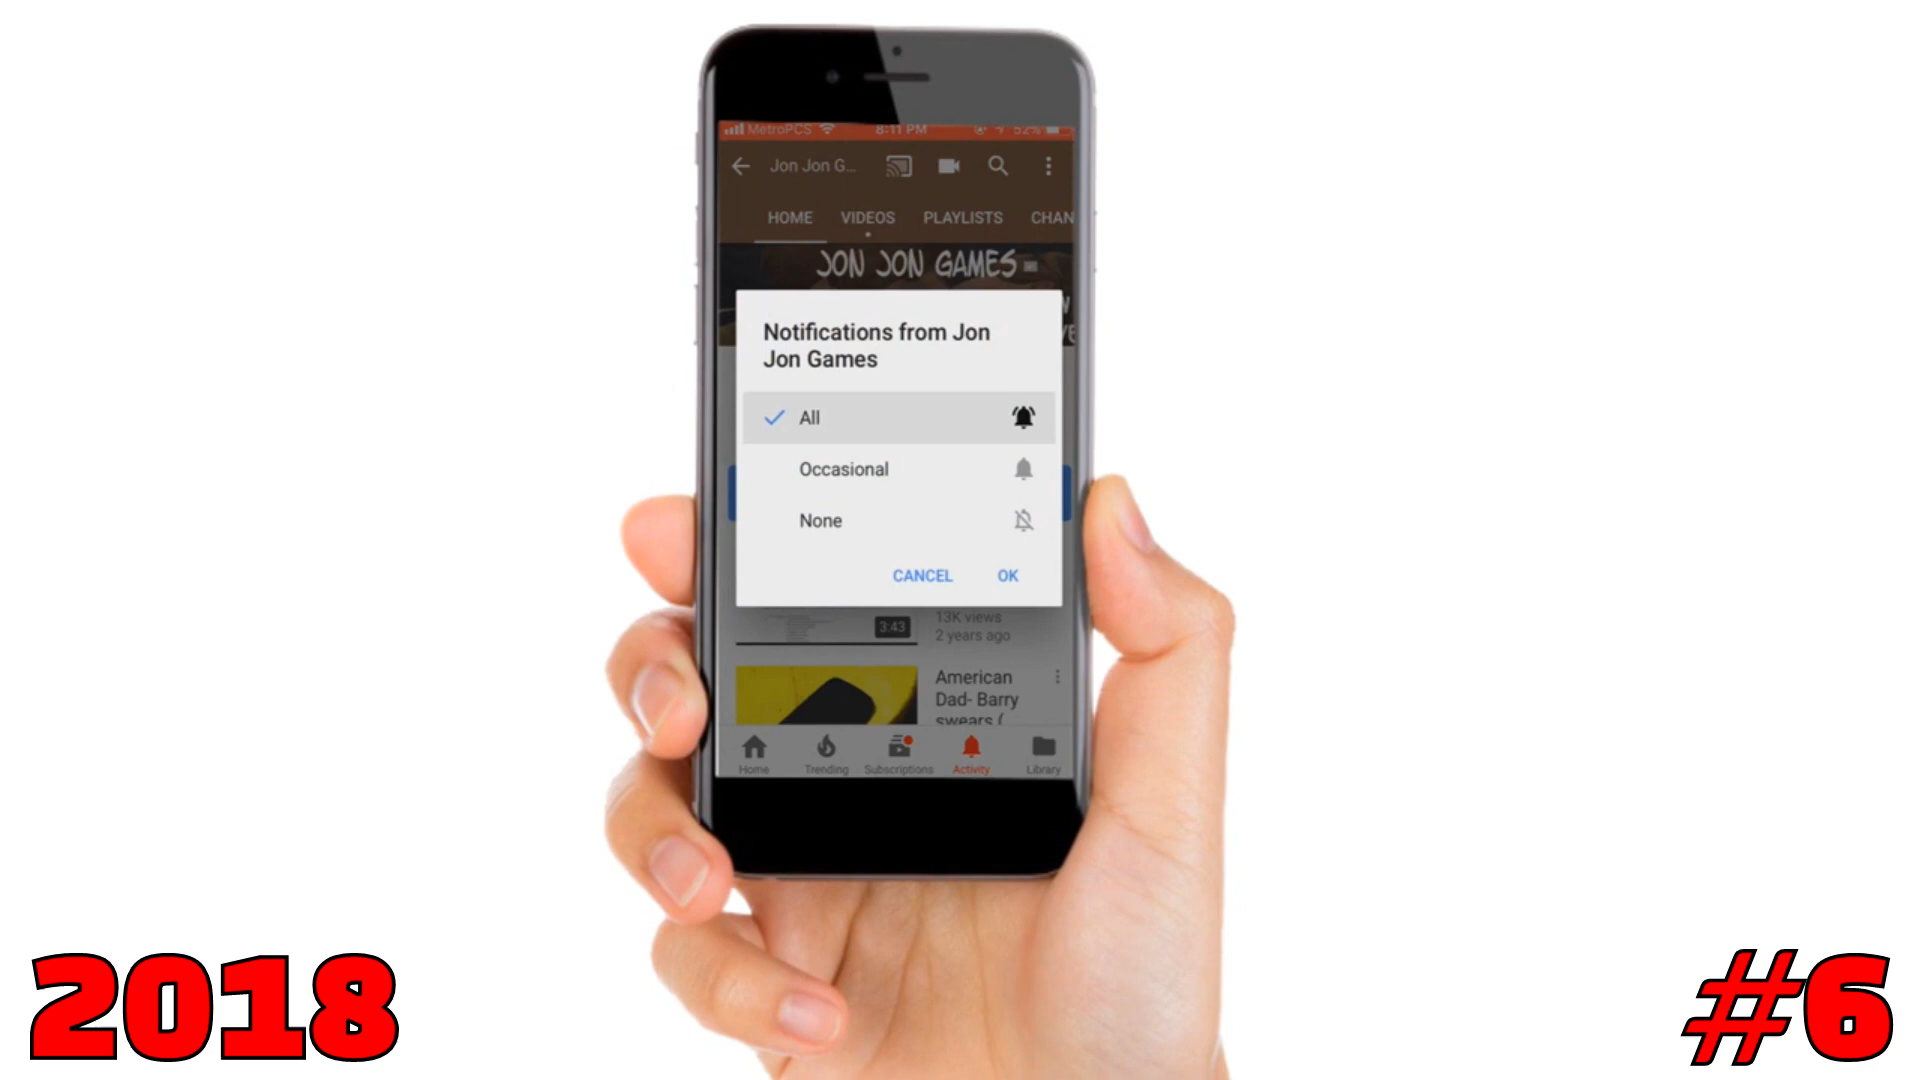 MetroPCS 8:11 PM 52%
Jon Jon G...
HOME VIDEOS PLAYLISTS CHAN
JON JON GAMES
Notifications from Jon
Jon Games
All
Occasional
None
CANCEL OK
3:43
13K views
2 years ago
American
Dad- Barry
swears (
Home Trending Subscriptions Activity Library
2018
#6